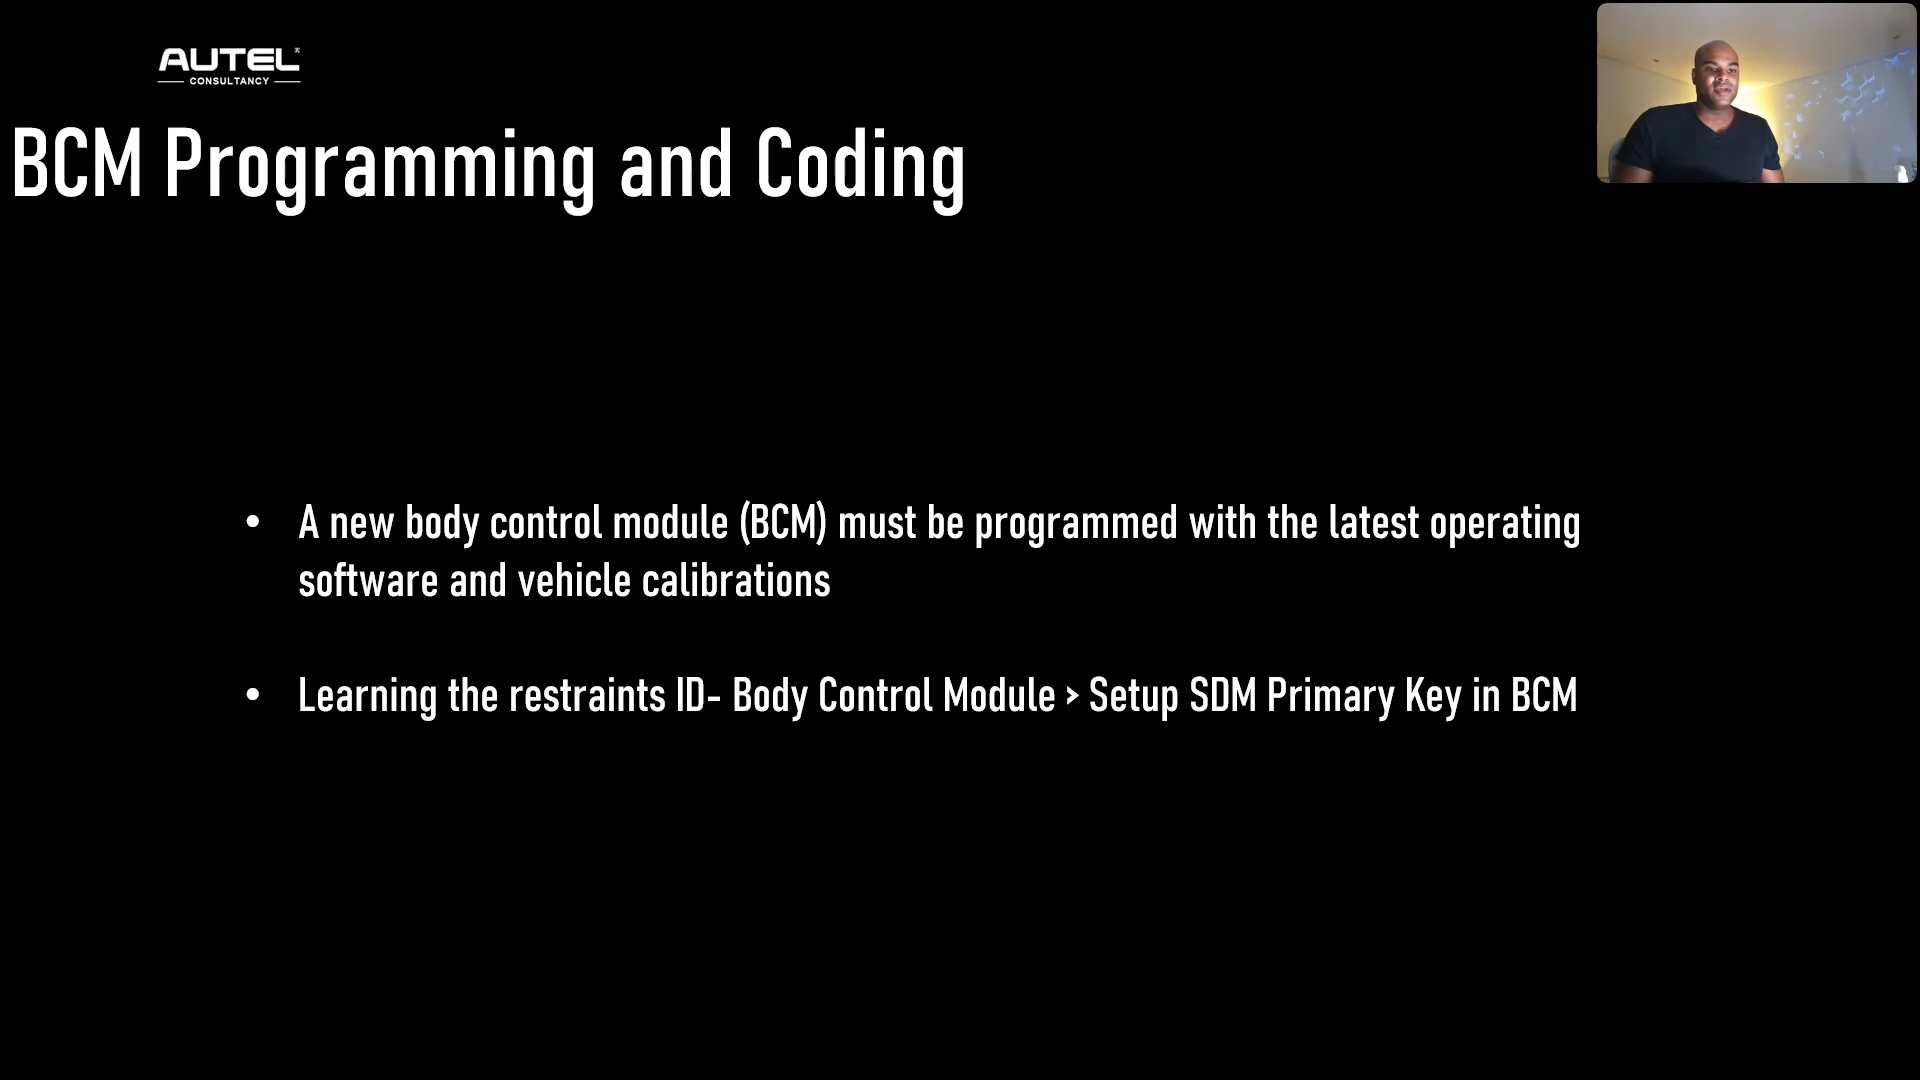 AUTEL®
CONSULTANCY
BCM Programming and Coding
• A new body control module (BCM) must be programmed with the latest operating
software and vehicle calibrations
• Learning the restraints ID- Body Control Module > Setup SDM Primary Key in BCM